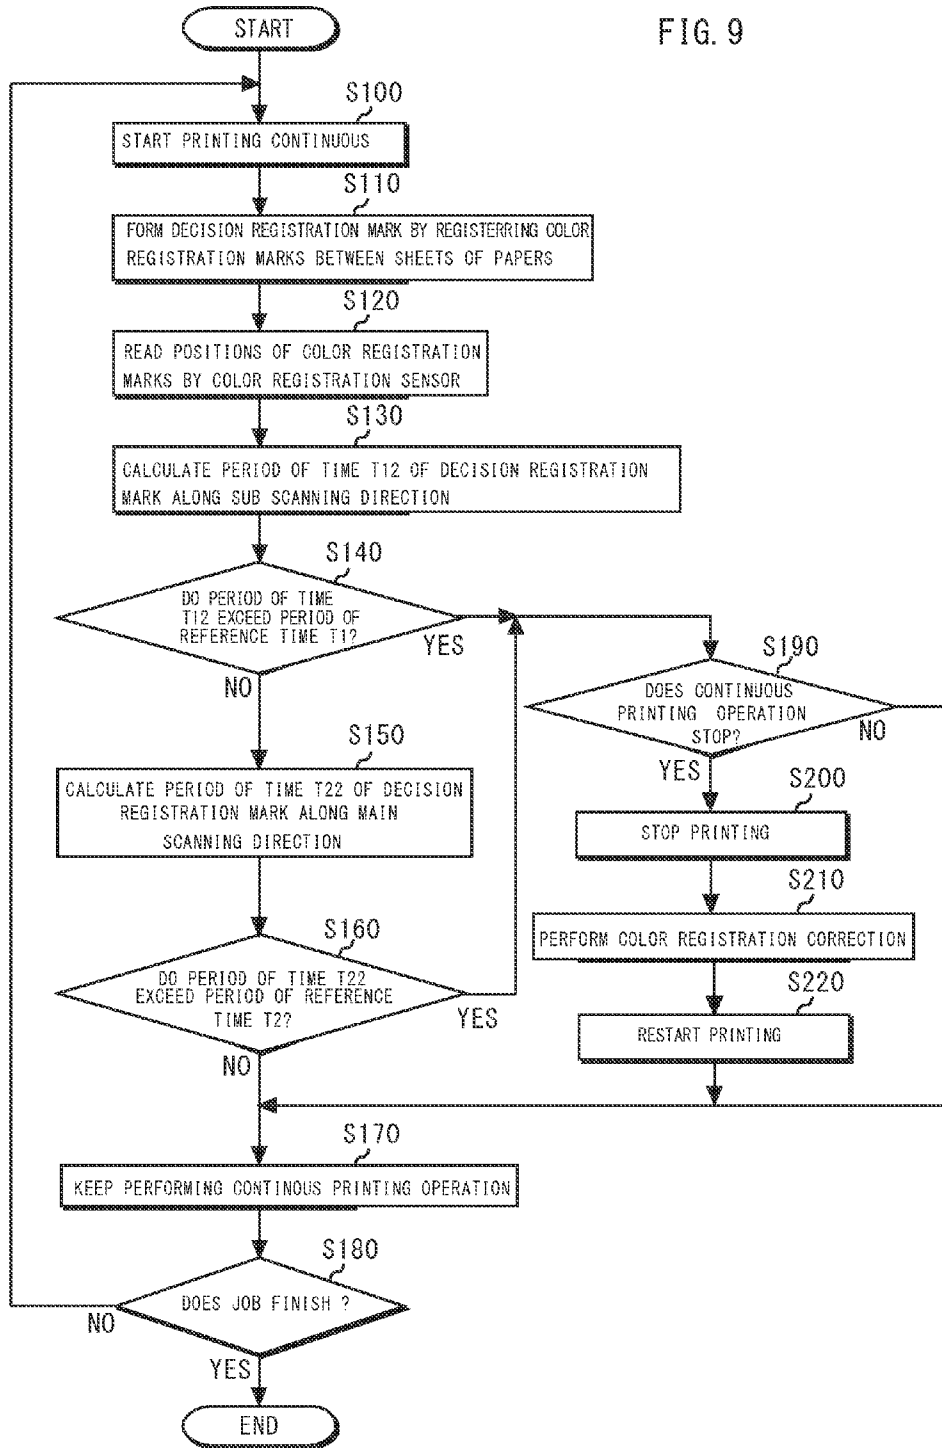 START
FIG. 9
S100
START PRINTING CONTINUOUS
S110
FORM DECISION REGISTRATION MARK BY REGISTERRING COLOR
REGISTRATION MARKS BETWEEN SHEETS OF PAPERS
S120
READ POSITIONS OF COLOR REGISTRATION
MARKS BY COLOR REGISTRATION SENSOR
S130
CALCULATE PERIOD OF TIME T12 OF DECISION REGISTRATION
MARK ALONG SUB SCANNING DIRECTION
S140
DO PERIOD OF TIME
T12 EXCEED PERIOD OF
REFERENCE TIME T1?
YES
NO
S190
DOES CONTINUOUS
PRINTING OPERATION
STOP?
NO
YES
S150
CALCULATE PERIOD OF TIME T22 OF DECISION
REGISTRATION MARK ALONG MAIN
SCANNING DIRECTION
S200
STOP PRINTING
S210
PERFORM COLOR REGISTRATION CORRECTION
S160
DO PERIOD OF TIME T22
EXCEED PERIOD OF REFERENCE
TIME T2?
YES
NO
S220
RESTART PRINTING
S170
KEEP PERFORMING CONTINOUS PRINTING OPERATION
S180
DOES JOB FINISH ?
NO
YES
END